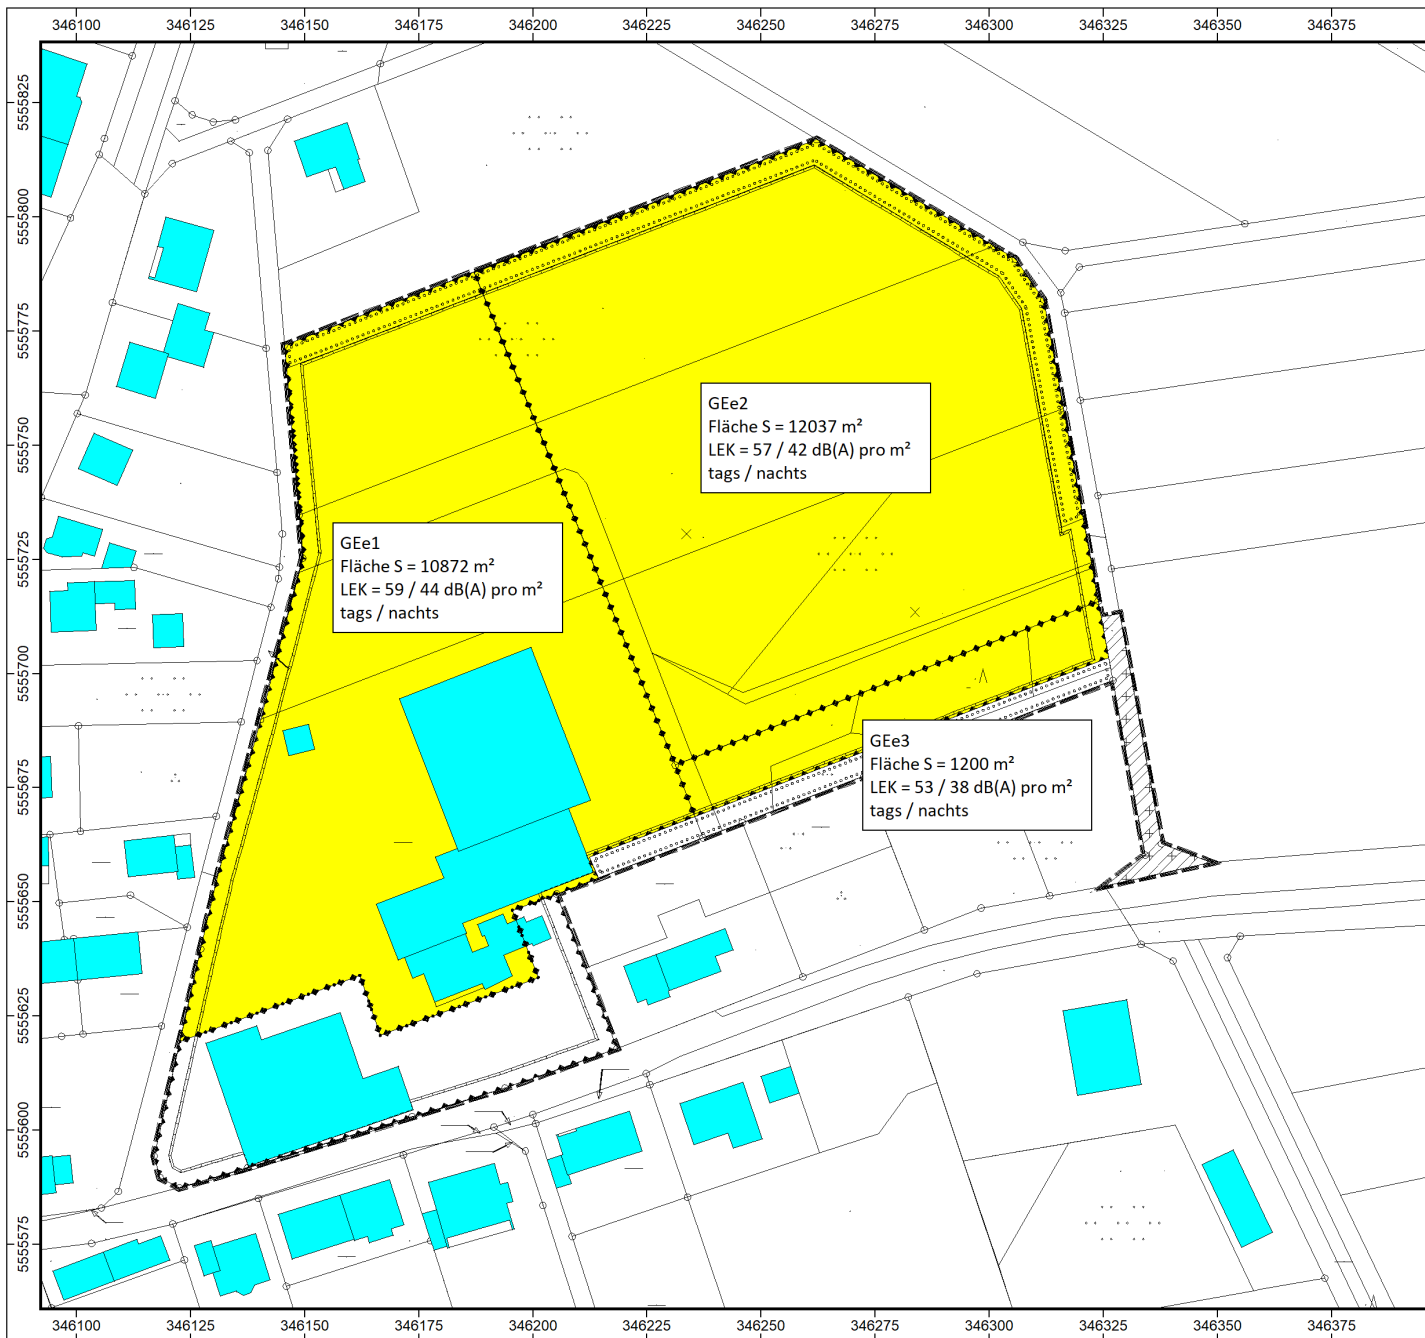 346100 346125 346150 346175 346200 346225 346250 346275 346300 346325 346350 346375
5555825
5555800
5555775
5555750
5555725
5555700
5555675
5555650
5555625
5555600
5555575
GEe2
Fläche S = 12037 m²
LEK = 57 / 42 dB(A) pro m²
tags / nachts
GEe1
Fläche S = 10872 m²
LEK = 59 / 44 dB(A) pro m²
tags / nachts
GEe3
Fläche S = 1200 m²
LEK = 53 / 38 dB(A) pro m²
tags / nachts
346100 346125 346150 346175 346200 346225 346250 346275 346300 346325 346350 346375